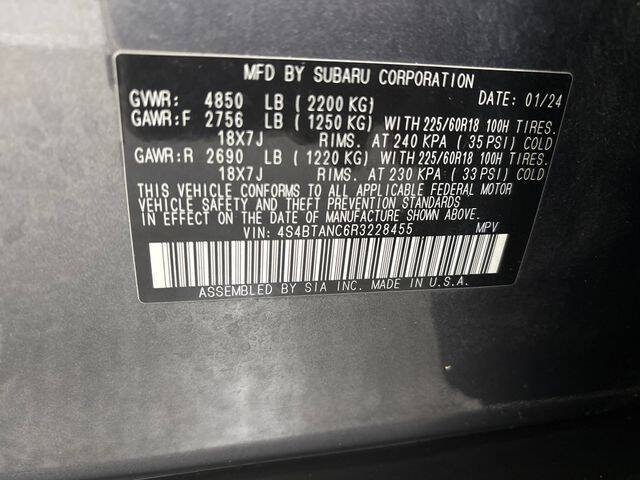 MFD BY SUBARU CORPORATION
GVWR: 4850 LB (2200 KG) DATE: 01/24
GAWR:F 2756 LB (1250 KG) WITH 225/60R18 100H TIRES.
18X7J RIMS. AT 240 KPA (35 PSI) COLD
GAWR:R 2690 LB (1220 KG) WITH 225/60R18 100H TIRES.
18X7J RIMS. AT 230 KPA (33 PSI) COLD
THIS VEHICLE CONFORMS TO ALL APPLICABLE FEDERAL MOTOR
VEHICLE SAFETY AND THEFT PREVENTION STANDARDS
IN EFFECT ON THE DATE OF MANUFACTURE SHOWN ABOVE.
VIN: 4S4BTANC6R3228455 MPV
ASSEMBLED BY SIA INC. MADE IN U.S.A.